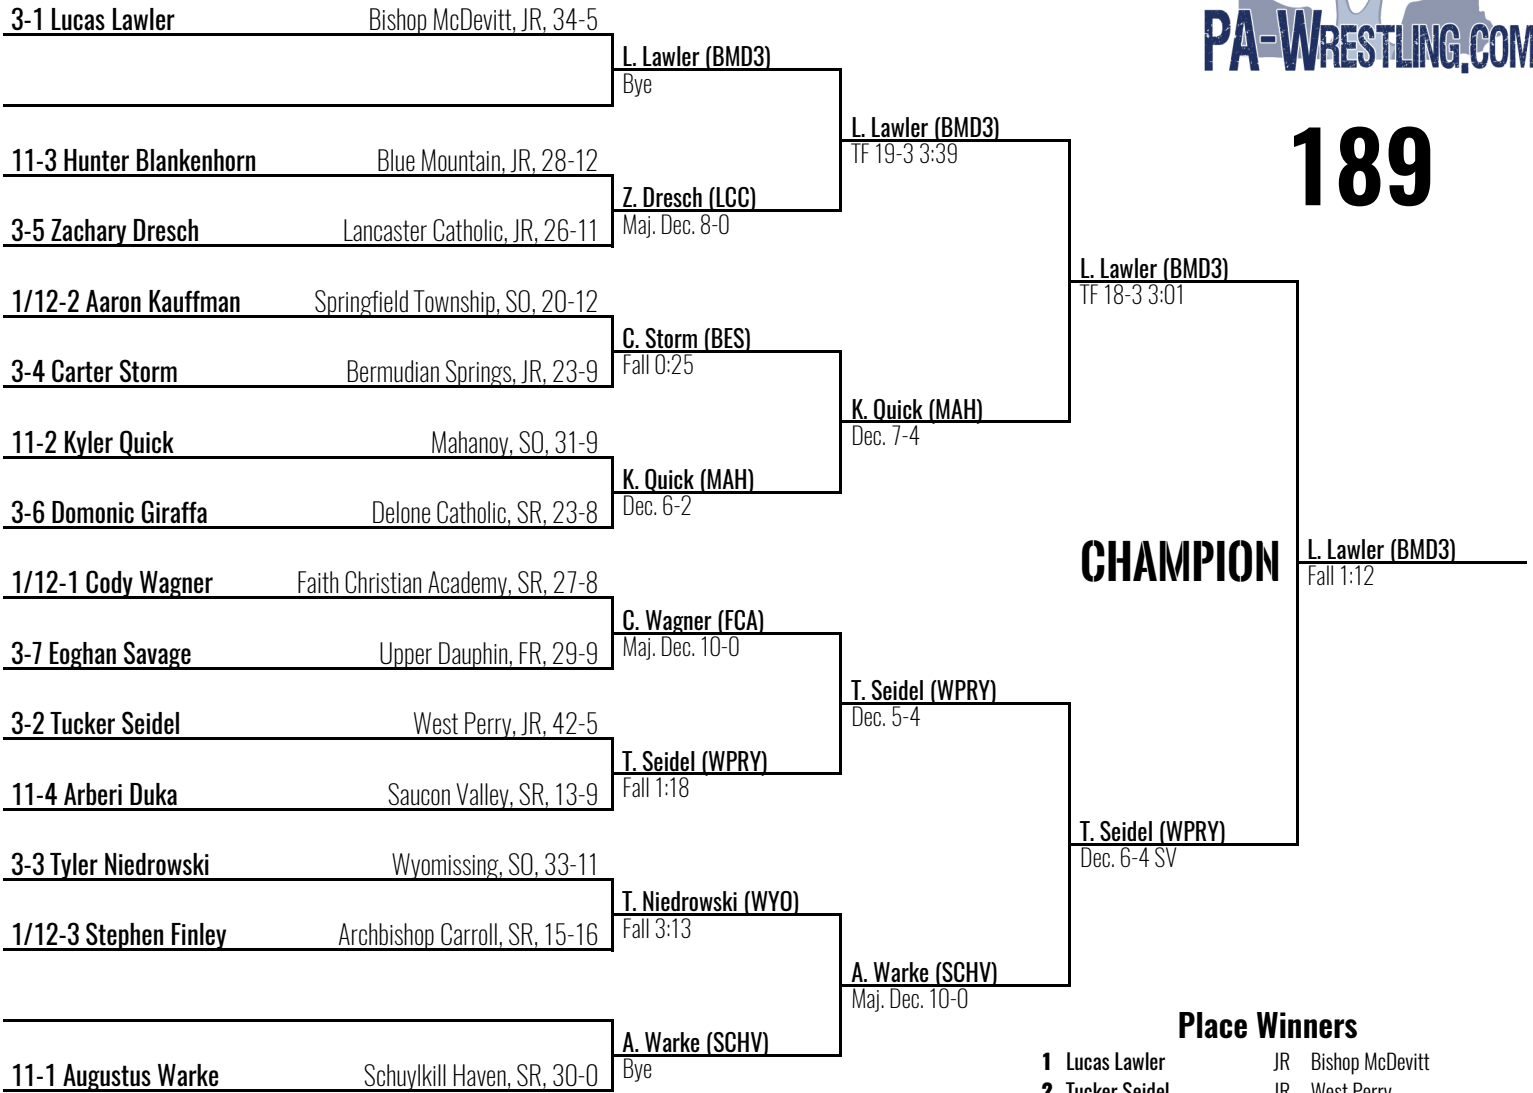 PA-WRESTLING.COM
189
3-1 Lucas Lawler Bishop McDevitt, JR, 34-5
L. Lawler (BMD3)
Bye
L. Lawler (BMD3)
TF 19-3 3:39
11-3 Hunter Blankenhorn Blue Mountain, JR, 28-12
Z. Dresch (LCC)
Maj. Dec. 8-0
3-5 Zachary Dresch Lancaster Catholic, JR, 26-11
L. Lawler (BMD3)
TF 18-3 3:01
1/12-2 Aaron Kauffman Springfield Township, SO, 20-12
C. Storm (BES)
Fall 0:25
3-4 Carter Storm Bermudian Springs, JR, 23-9
K. Quick (MAH)
Dec. 7-4
11-2 Kyler Quick Mahanoy, SO, 31-9
K. Quick (MAH)
Dec. 6-2
3-6 Domonic Giraffa Delone Catholic, SR, 23-8
CHAMPION
L. Lawler (BMD3)
Fall 1:12
1/12-1 Cody Wagner Faith Christian Academy, SR, 27-8
C. Wagner (FCA)
Maj. Dec. 10-0
3-7 Eoghan Savage Upper Dauphin, FR, 29-9
T. Seidel (WPRY)
Dec. 5-4
3-2 Tucker Seidel West Perry, JR, 42-5
T. Seidel (WPRY)
Fall 1:18
11-4 Arberi Duka Saucon Valley, SR, 13-9
T. Seidel (WPRY)
Dec. 6-4 SV
3-3 Tyler Niedrowski Wyomissing, SO, 33-11
T. Niedrowski (WYO)
Fall 3:13
1/12-3 Stephen Finley Archbishop Carroll, SR, 15-16
A. Warke (SCHV)
Maj. Dec. 10-0
A. Warke (SCHV)
Bye
11-1 Augustus Warke Schuylkill Haven, SR, 30-0
Place Winners
1 Lucas Lawler JR Bishop McDevitt
2 Tucker Seidel JR West Perry